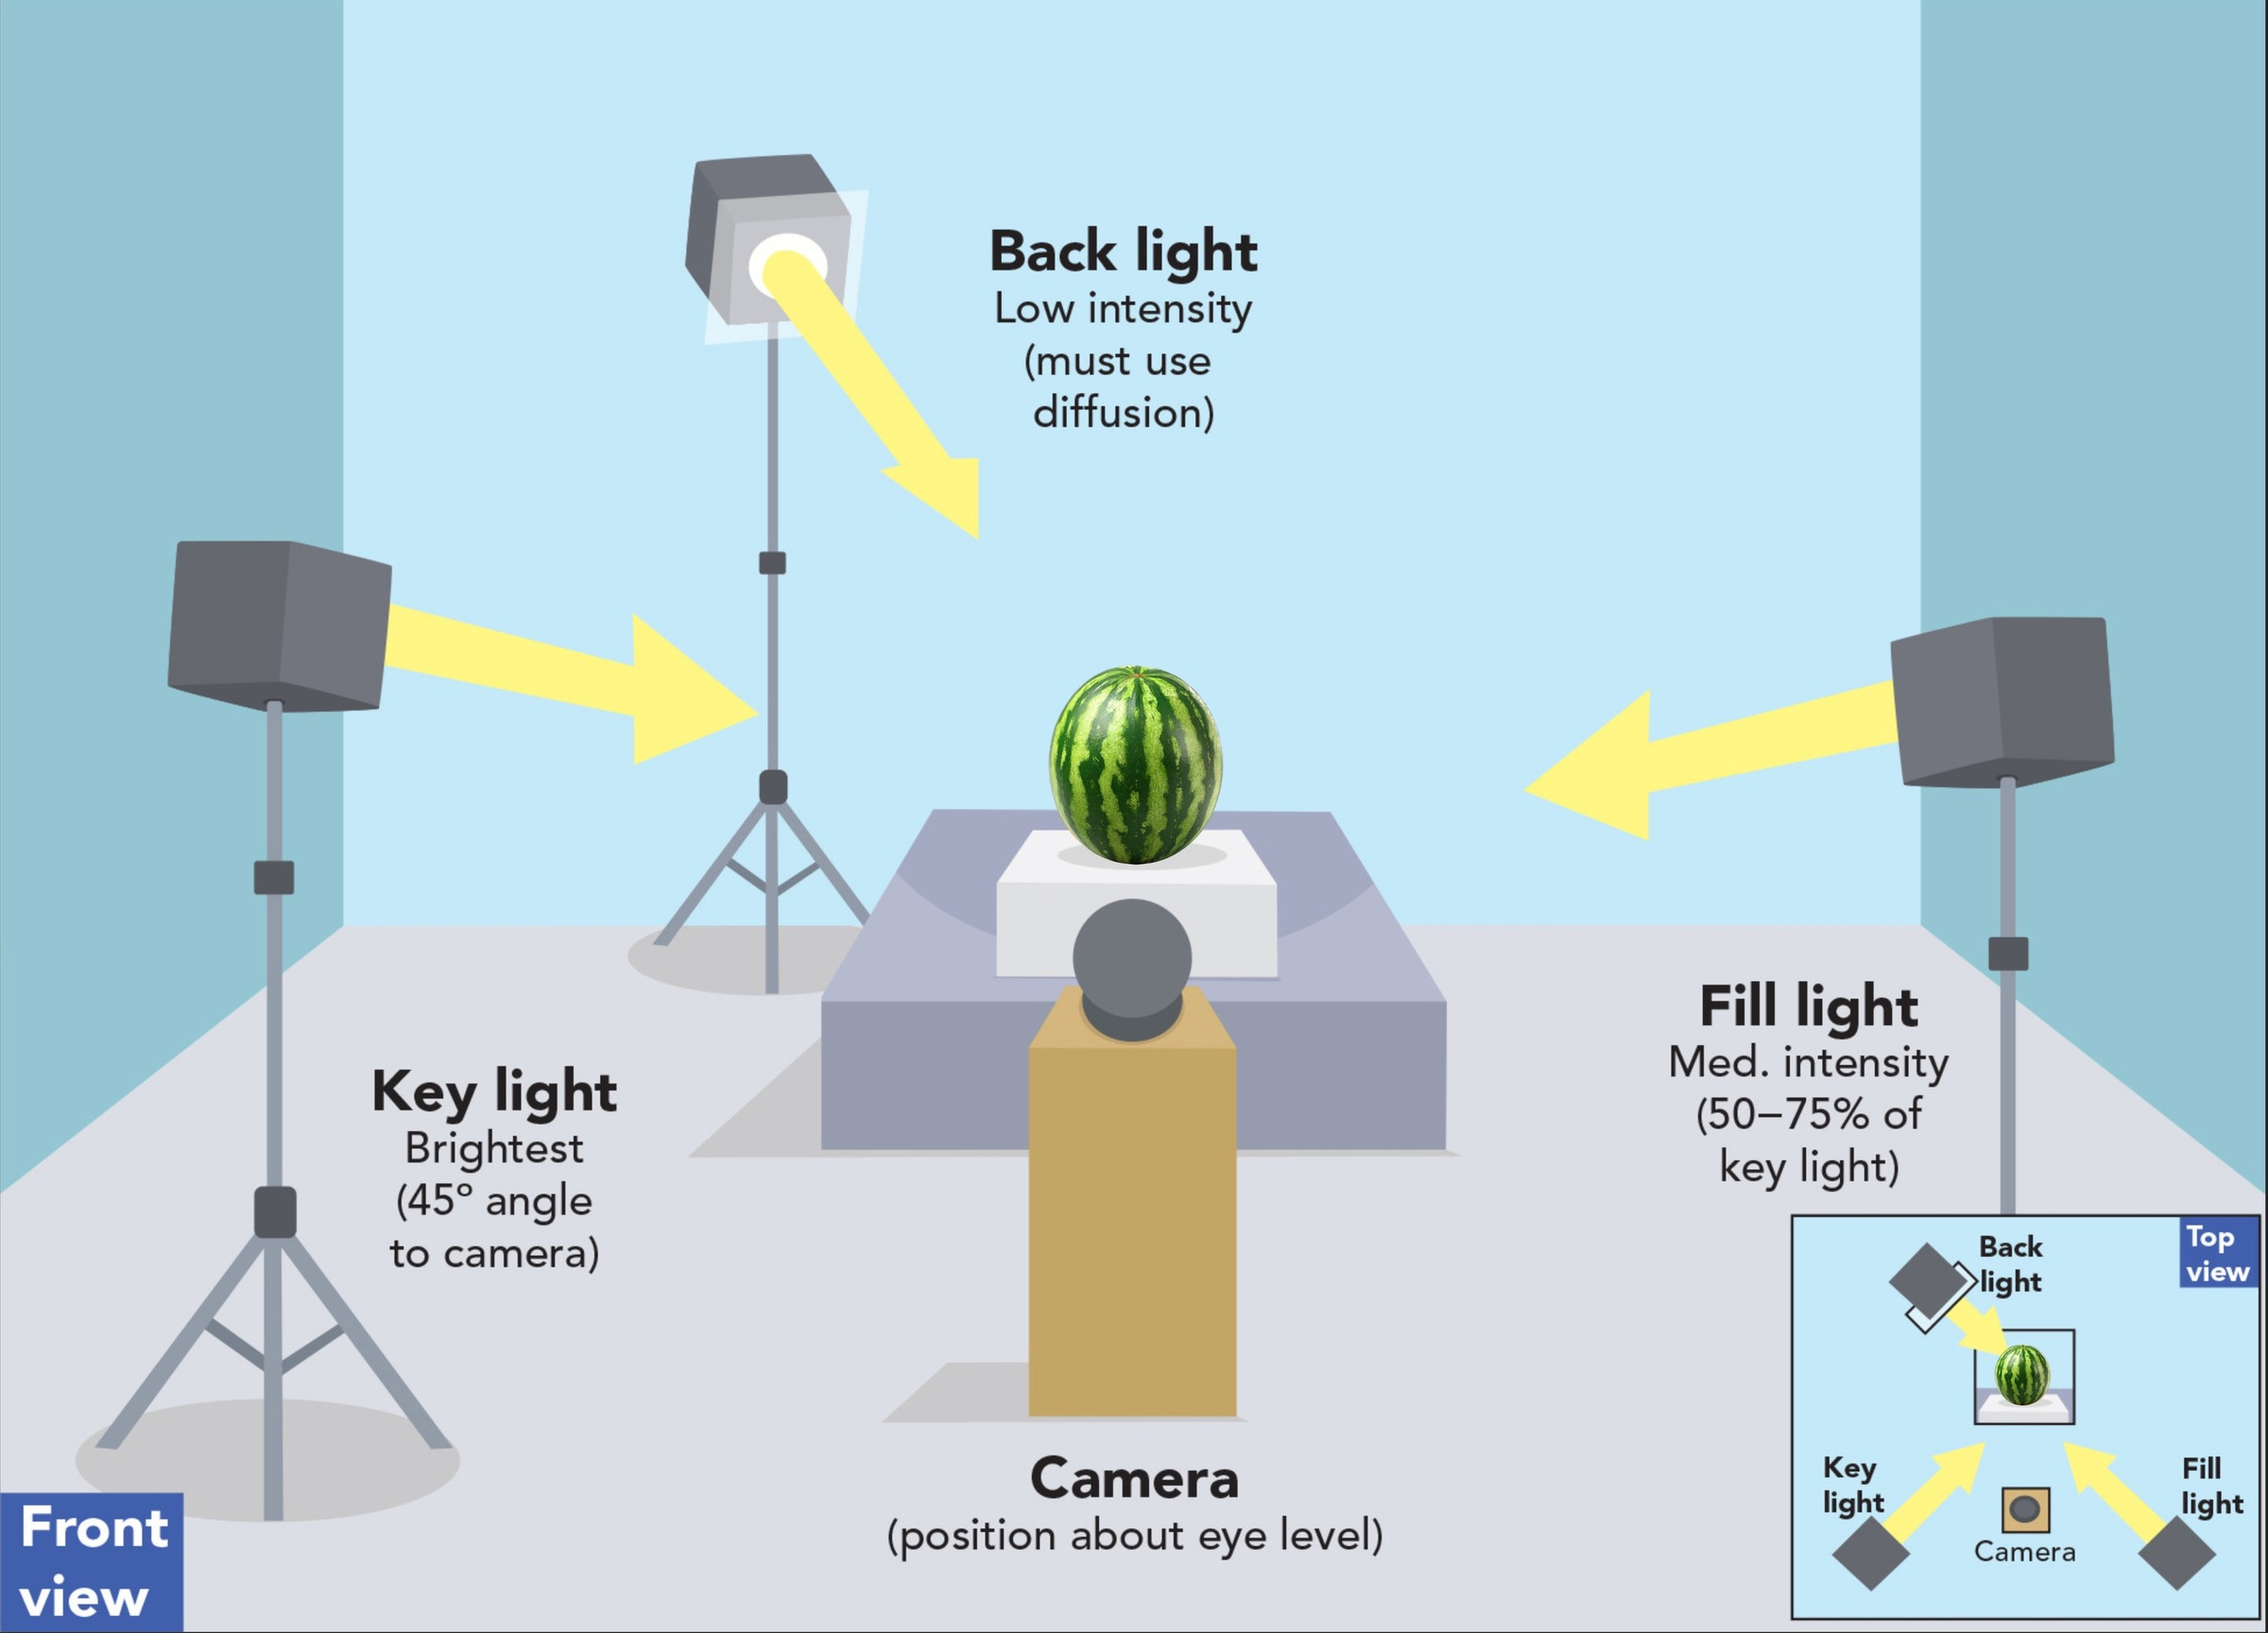 Back light
Low intensity
(must use
diffusion)
Key light
Brightest
(45º angle
to camera)
Fill light
Med. intensity
(50–75% of
key light)
Camera
(position about eye level)
Front
view
Top
view
Back
light
Key
light
Fill
light
Camera